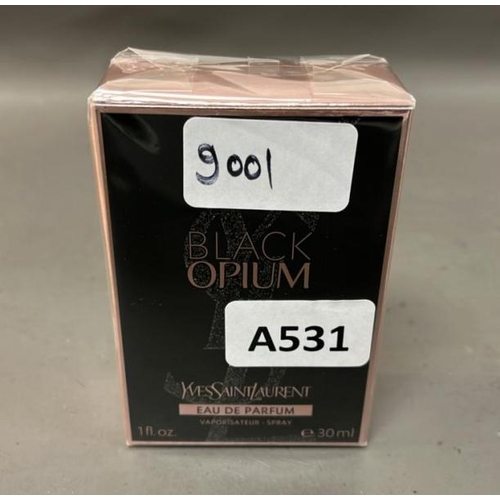 9001
BLACK
OPIUM
A531
YVESSAINTLAURENT
EAU DE PARFUM
VAPORISATEUR - SPRAY
1 fl.oz. e 30 ml